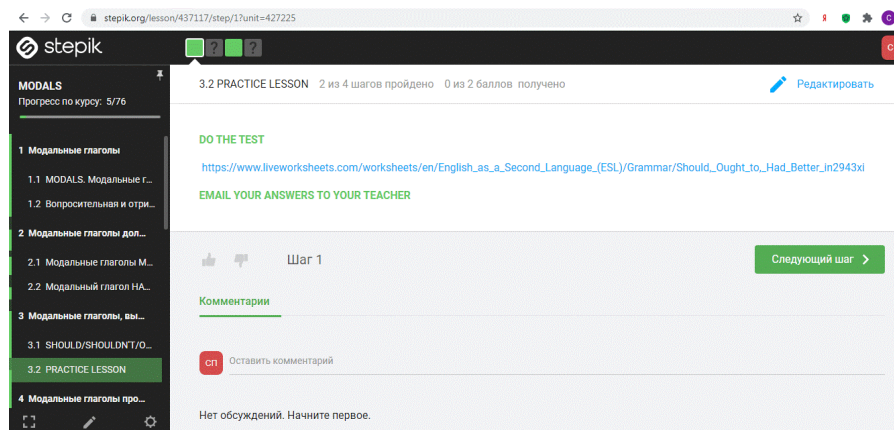 stepik.org/lesson/437117/step/1?unit=427225
stepik
MODALS
Прогресс по курсу: 5/76
1 Модальные глаголы
1.1 MODALS. Модальные г...
1.2 Вопросительная и отри...
2 Модальные глаголы дол...
2.1 Модальные глаголы M...
2.2 Модальный глагол HA...
3 Модальные глаголы, вы...
3.1 SHOULD/SHOULDN'T/O...
3.2 PRACTICE LESSON
4 Модальные глаголы про...
3.2 PRACTICE LESSON 2 из 4 шагов пройдено 0 из 2 баллов получено
Редактировать
DO THE TEST
https://www.liveworksheets.com/worksheets/en/English_as_a_Second_Language_(ESL)/Grammar/Should,_Ought_to,_Had_Better_in2943xi
EMAIL YOUR ANSWERS TO YOUR TEACHER
Шаг 1
Следующий шаг
Комментарии
СП Оставить комментарий
Нет обсуждений. Начните первое.